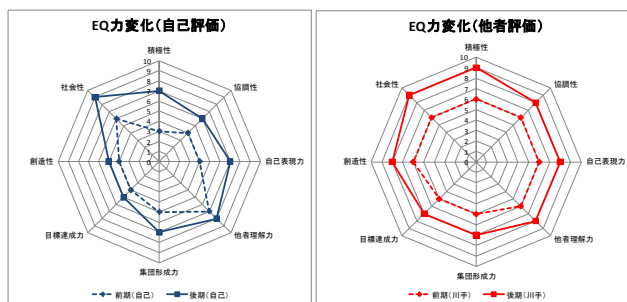 EQ力変化(自己評価)
積極性
協調性
自己表現力
他者理解力
集団形成力
目標達成力
創造性
社会性
10
9
8
7
6
5
4
3
2
1
0
前期(自己)
後期(自己)
EQ力変化(他者評価)
積極性
協調性
自己表現力
他者理解力
集団形成力
目標達成力
創造性
社会性
10
9
8
7
6
5
4
3
2
1
0
前期(川手)
後期(川手)